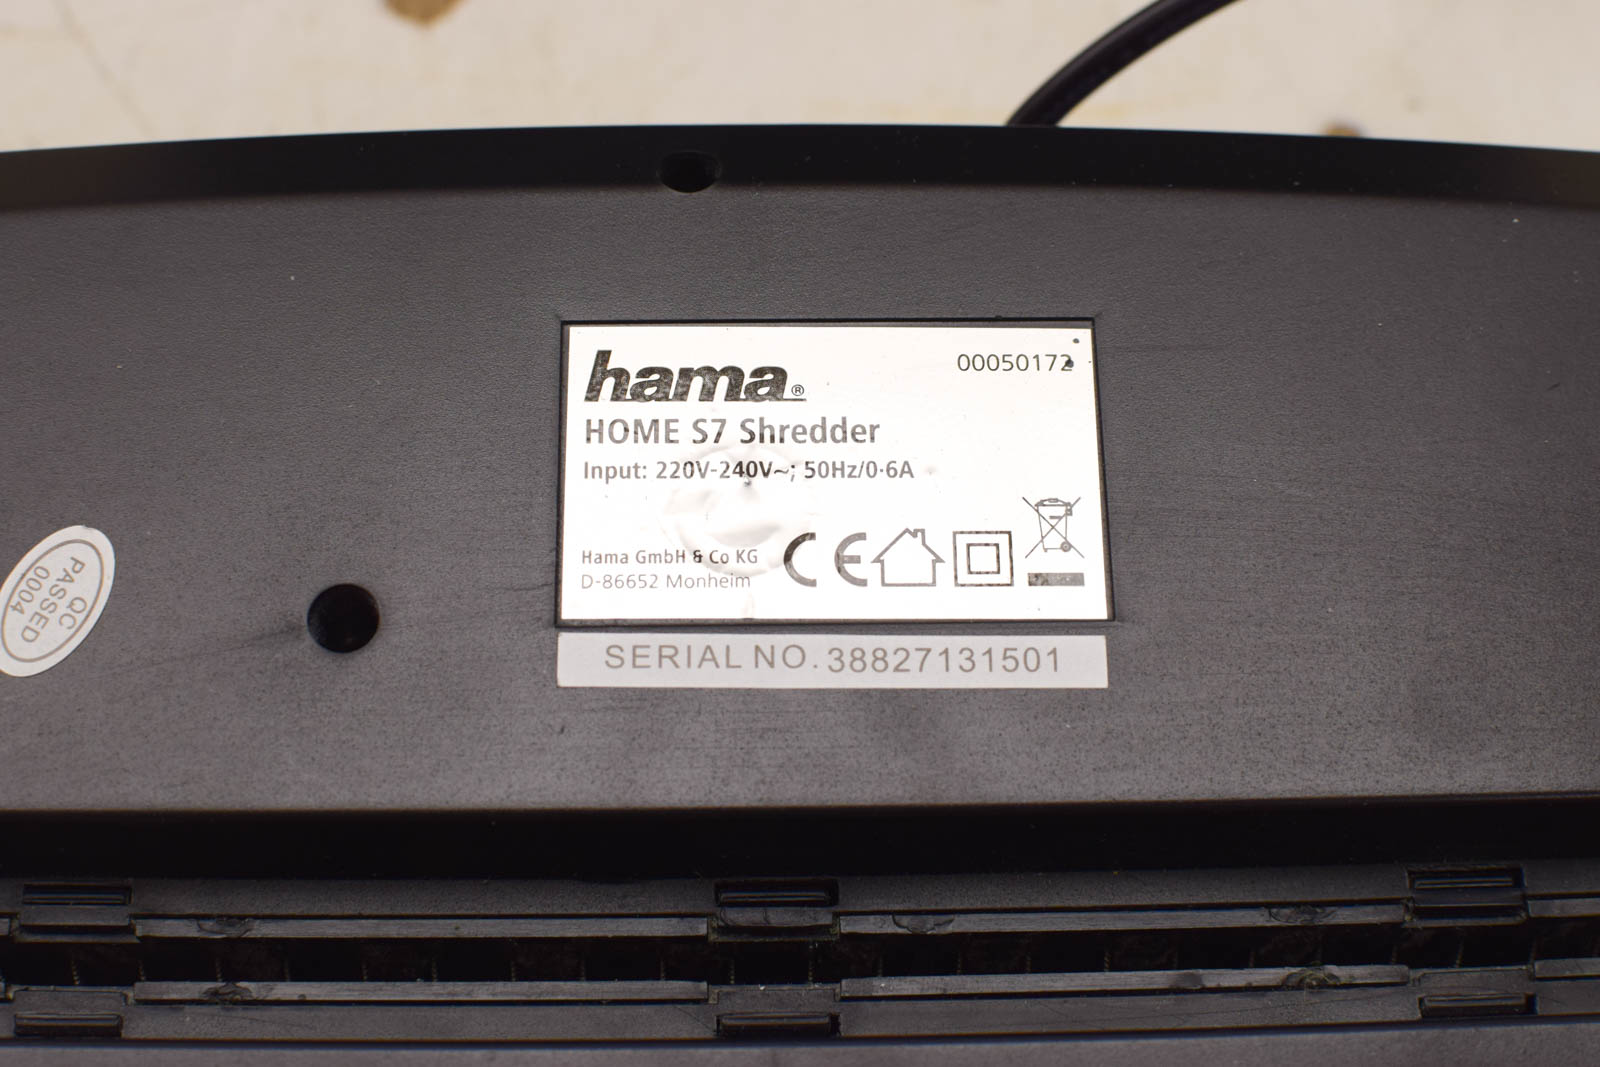 hama®
00050172
HOME S7 Shredder
Input: 220V-240V~; 50Hz/0·6A
Hama GmbH & Co KG
D-86652 Monheim
CE
SERIAL NO. 38827131501
QC
PASSED
0004